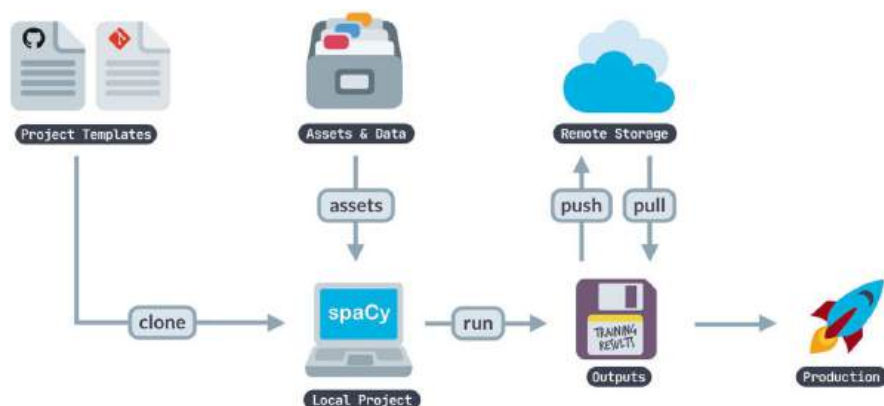 Project Templates
Assets & Data
Remote Storage
assets
push
pull
clone
spaCy
run
TRAINING
RESULTS
Local Project
Outputs
Production